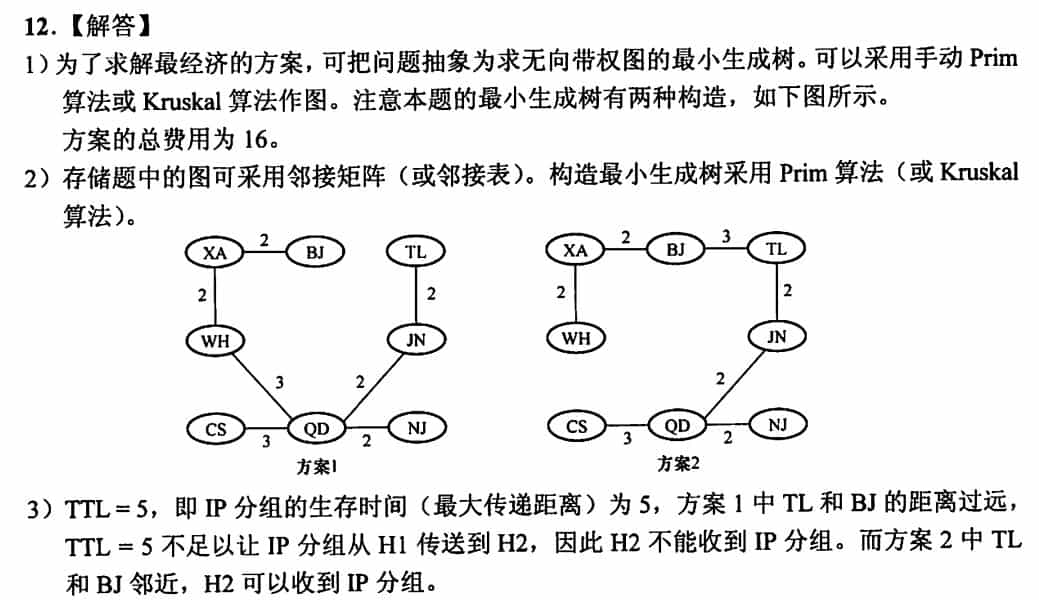 12.【解答】
1）为了求解最经济的方案，可把问题抽象为求无向带权图的最小生成树。可以采用手动 Prim
算法或 Kruskal 算法作图。注意本题的最小生成树有两种构造，如下图所示。
方案的总费用为 16。
2）存储题中的图可采用邻接矩阵（或邻接表）。构造最小生成树采用 Prim 算法（或 Kruskal
算法）。
XA 2 BJ TL
2 2
WH JN
3 2
CS 3 QD 2 NJ
方案1
XA 2 BJ 3 TL
2 2
WH JN
2
CS 3 QD 2 NJ
方案2
3）TTL = 5，即 IP 分组的生存时间（最大传递距离）为 5，方案 1 中 TL 和 BJ 的距离过远，
TTL = 5 不足以让 IP 分组从 H1 传送到 H2，因此 H2 不能收到 IP 分组。而方案 2 中 TL
和 BJ 邻近，H2 可以收到 IP 分组。